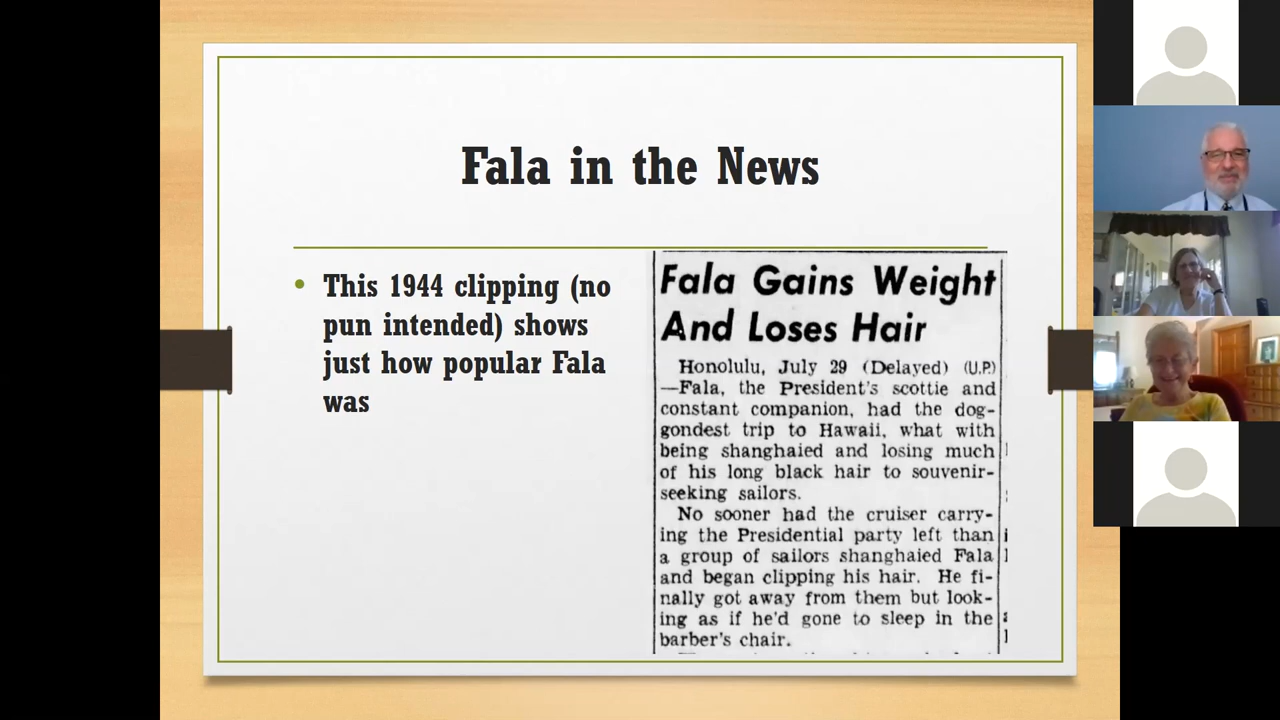 Fala in the News
• This 1944 clipping (no
pun intended) shows
just how popular Fala
was
Fala Gains Weight
And Loses Hair
Honolulu, July 29 (Delayed) (U.P.)
—Fala, the President's scottie and
constant companion, had the dog-
gondest trip to Hawaii, what with
being shanghaied and losing much
of his long black hair to souvenir-
seeking sailors.
No sooner had the cruiser carry-
ing the Presidential party left than
a group of sailors shanghaied Fala
and began clipping his hair. He fi-
nally got away from them but look-
ing as if he'd gone to sleep in the
barber's chair.